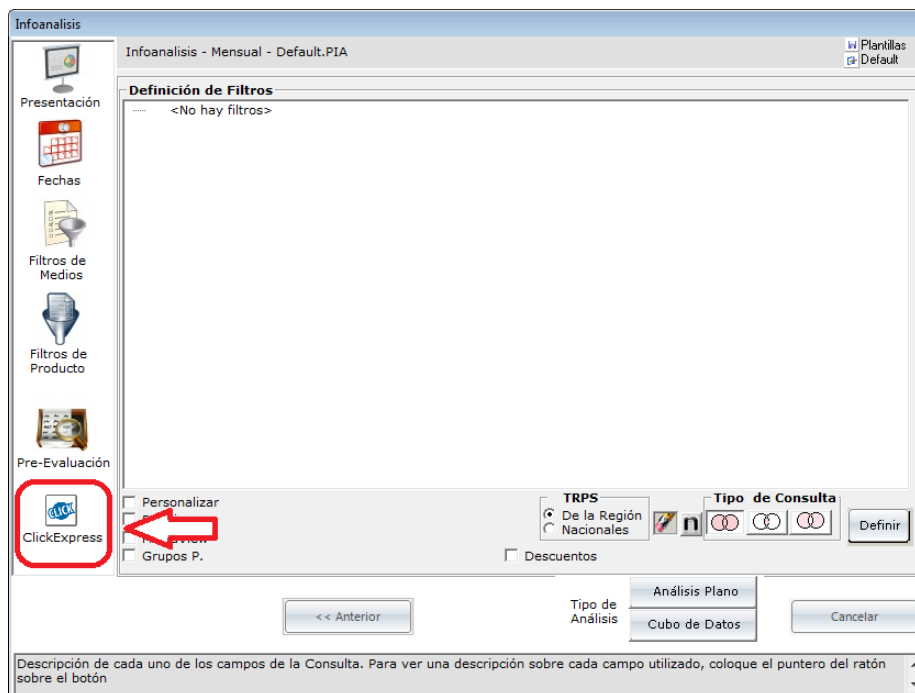 Infoanalisis
Infoanalisis - Mensual - Default.PIA
Plantillas
Default
Presentación
Fechas
Filtros de
Medios
Filtros de
Producto
Pre-Evaluación
CLICK
ClickExpress
Definición de Filtros
<No hay filtros>
Personalizar
Grupos P.
TRPS
De la Región
Nacionales
n
Descuentos
Tipo de Consulta
Definir
<< Anterior
Tipo de
Análisis
Análisis Plano
Cubo de Datos
Cancelar
Descripción de cada uno de los campos de la Consulta. Para ver una descripción sobre cada campo utilizado, coloque el puntero del ratón
sobre el botón